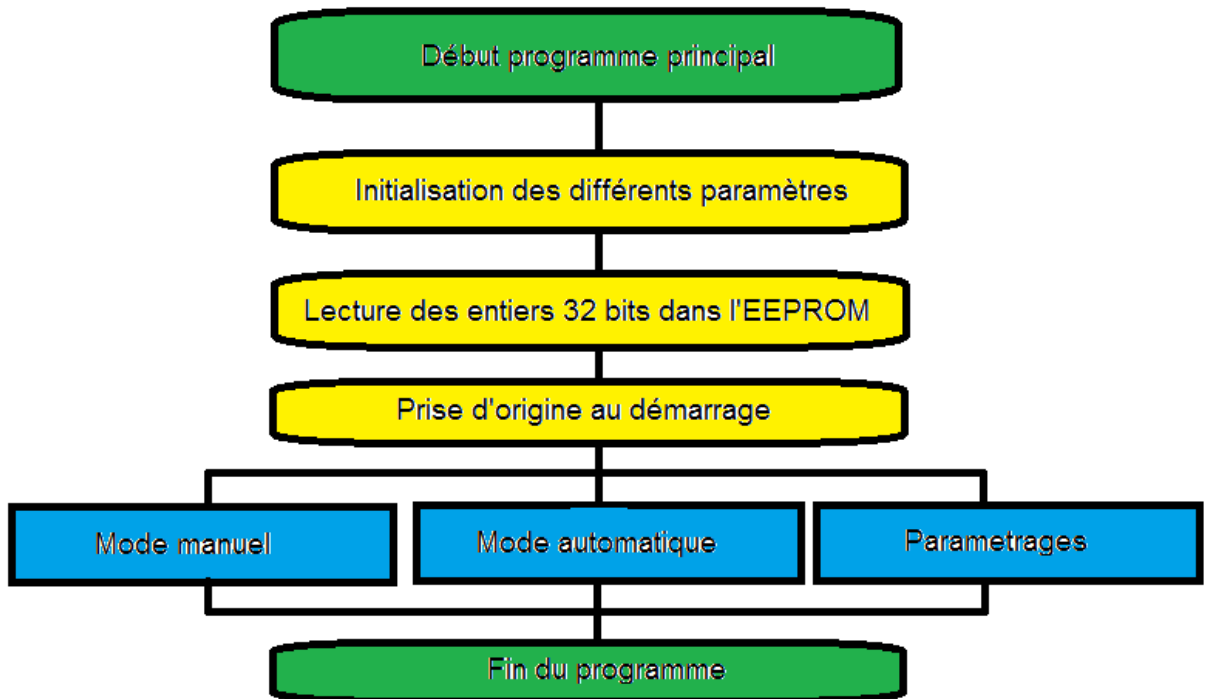 Début programme principal
Initialisation des différents paramètres
Lecture des entiers 32 bits dans l'EEPROM
Prise d'origine au démarrage
Mode manuel
Mode automatique
Parametrages
Fin du programme